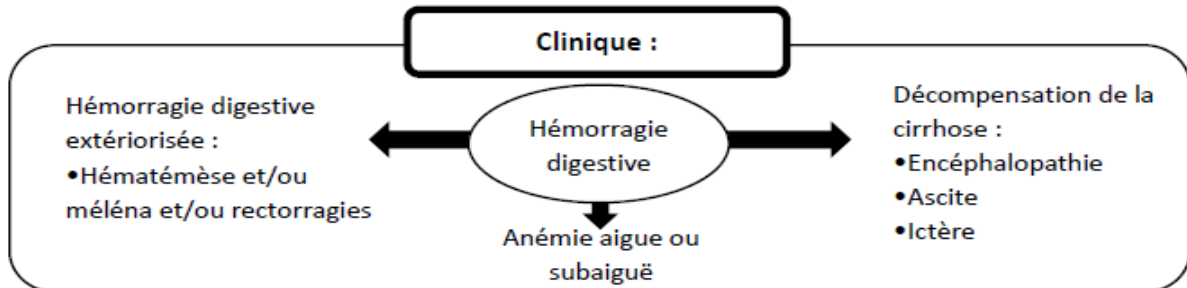 Clinique :
Hémorragie digestive
extériorisée :
•Hématémèse et/ou
méléna et/ou rectorragies
Hémorragie
digestive
Anémie aigue ou
subaiguë
Décompensation de la
cirrhose :
•Encéphalopathie
•Ascite
•Ictère